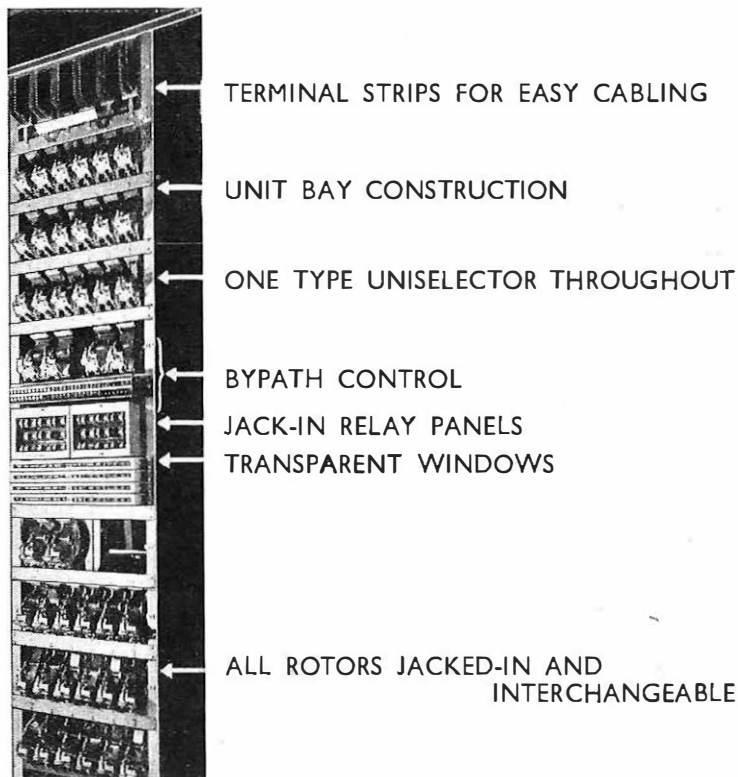 TERMINAL STRIPS FOR EASY CABLING
UNIT BAY CONSTRUCTION
ONE TYPE UNISELECTOR THROUGHOUT
BYPATH CONTROL
JACK-IN RELAY PANELS
TRANSPARENT WINDOWS
ALL ROTORS JACKED-IN AND
INTERCHANGEABLE